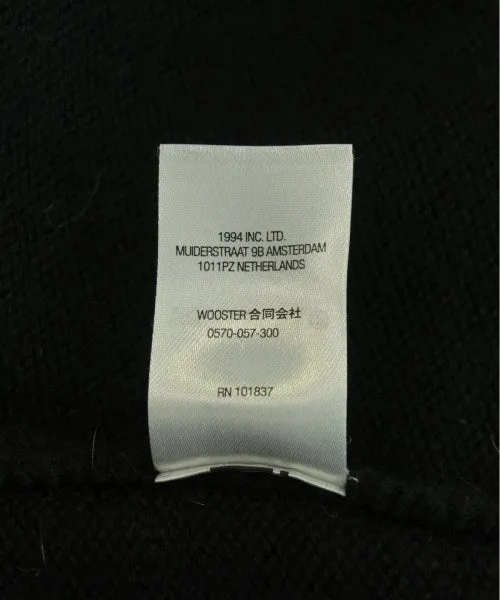 1994 INC. LTD.
MUIDERSTRAAT 9B AMSTERDAM
1011PZ NETHERLANDS
WOOSTER 合同会社
0570-057-300
RN 101837